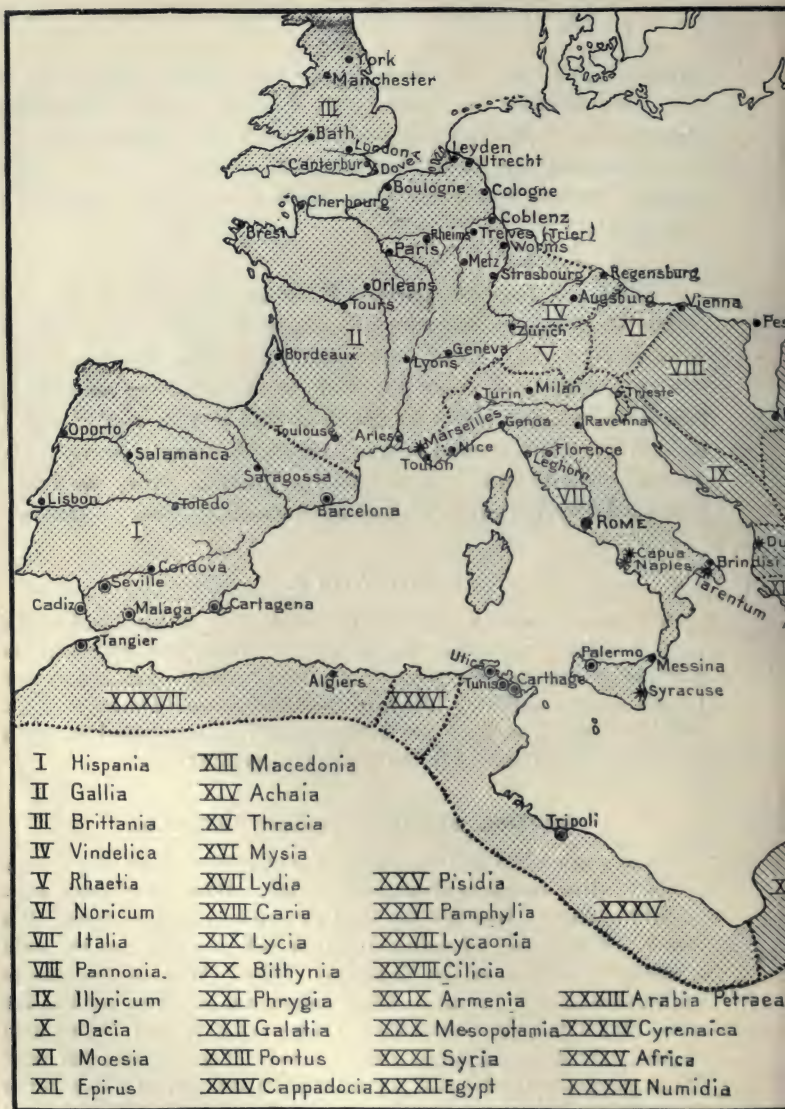 York
Manchester
III
Bath
London
Canterbury
Dover
Leyden
Utrecht
Boulogne
Cologne
Cherbourg
Coblenz
Brest
Rheims
Treves (Trier)
Paris
Worms
Metz
Strasbourg
Regensburg
Orleans
Augsburg
Vienna
Tours
IV
Zurich
VI
II
V
VIII
Bordeaux
Lyons
Geneva
Turin
Milan
Trieste
Toulouse
Arles
Marseilles
Genoa
Ravenna
Oporto
Salamanca
Toulon
Nice
Florence
Leghorn
Saragossa
IX
VII
Lisbon
Toledo
Barcelona
ROME
I
Capua
Naples
Brindisi
Tarentum
Cordova
Seville
Cadiz
Malaga
Cartagena
Tangier
Utica
Palermo
Messina
Algiers
Tunis
Carthage
Syracuse
XXXVII
XXXVI
Tripoli
XXXV
I Hispania XIII Macedonia
II Gallia XIV Achaia
III Brittania XV Thracia
IV Vindelica XVI Mysia
V Rhaetia XVII Lydia XXV Pisidia
VI Noricum XVIII Caria XXVI Pamphylia
VII Italia XIX Lycia XXVII Lycaonia
VIII Pannonia. XX Bithynia XXVIII Cilicia
IX Illyricum XXI Phrygia XXIX Armenia XXXIII Arabia Petraea
X Dacia XXII Galatia XXX Mesopotamia XXXIV Cyrenaica
XI Moesia XXIII Pontus XXXI Syria XXXV Africa
XII Epirus XXIV Cappadocia XXXII Egypt XXXVI Numidia